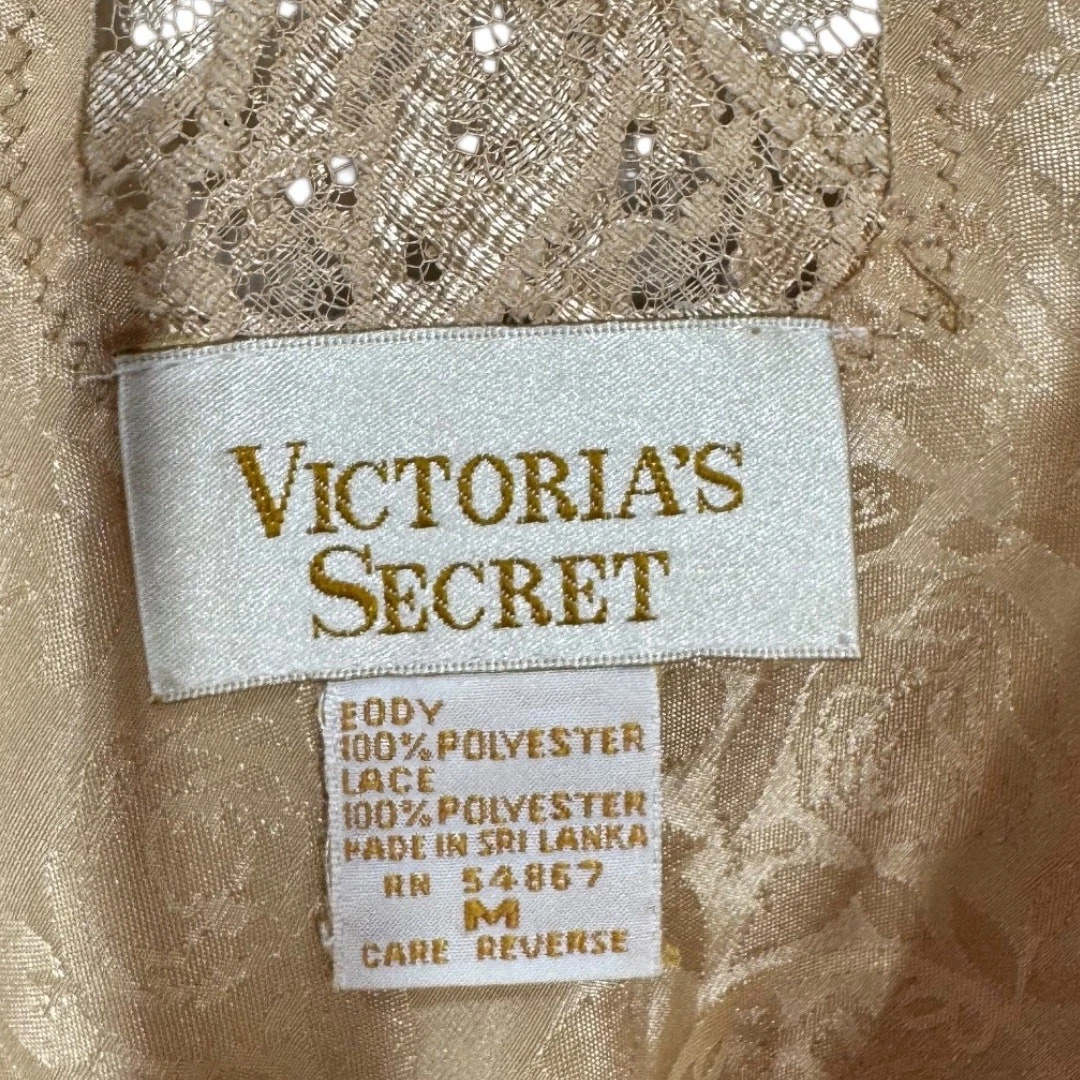 VICTORIA'S
SECRET
BODY
100% POLYESTER
LACE
100% POLYESTER
MADE IN SRI LANKA
RN 54867
M
CARE REVERSE